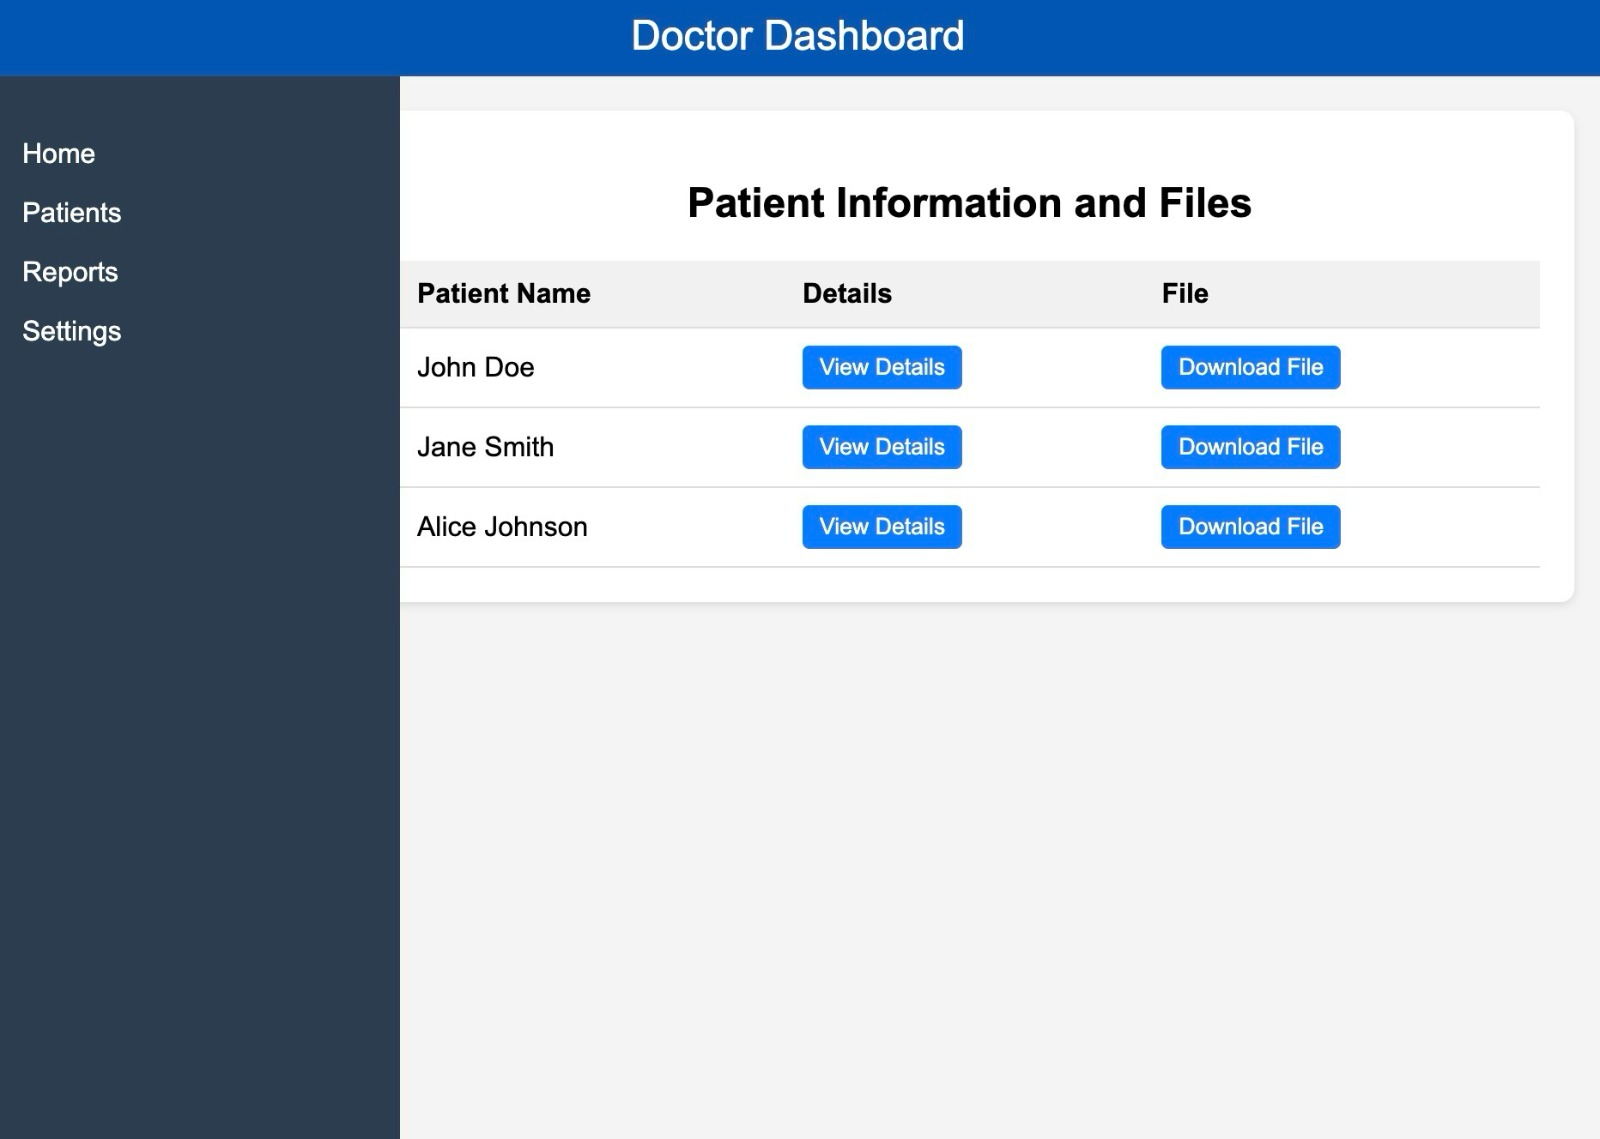 Doctor Dashboard
Home
Patients
Reports
Settings
Patient Information and Files
Patient Name Details File
John Doe View Details Download File
Jane Smith View Details Download File
Alice Johnson View Details Download File